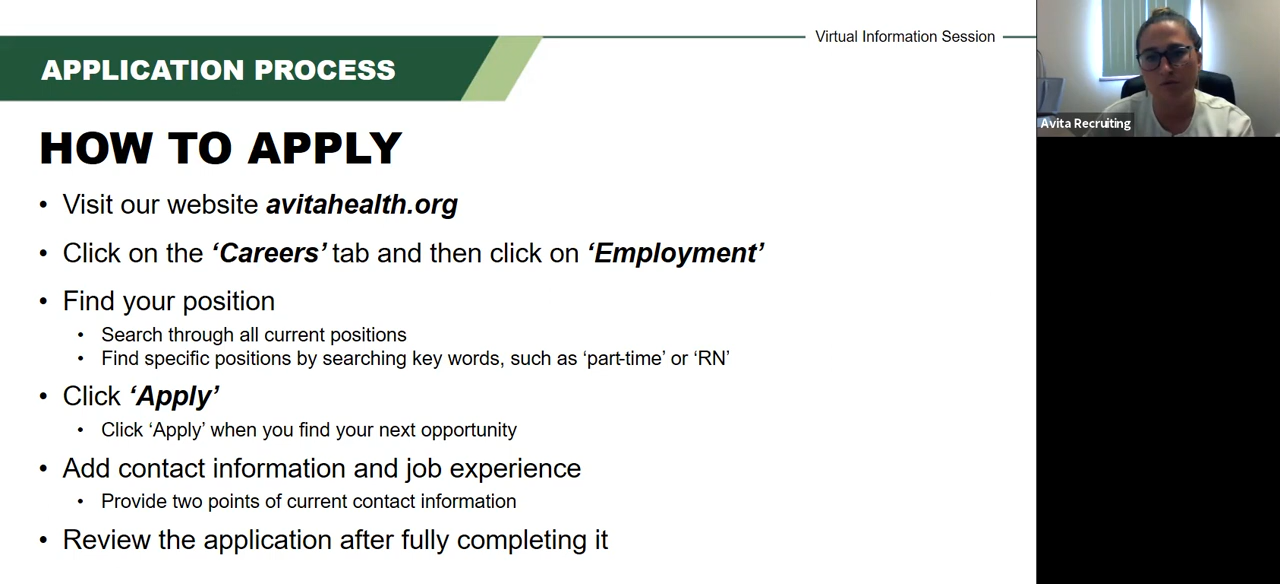 Virtual Information Session
APPLICATION PROCESS
HOW TO APPLY
• Visit our website avitahealth.org
• Click on the ‘Careers’ tab and then click on ‘Employment’
• Find your position
• Search through all current positions
• Find specific positions by searching key words, such as ‘part-time’ or ‘RN’
• Click ‘Apply’
• Click ‘Apply’ when you find your next opportunity
• Add contact information and job experience
• Provide two points of current contact information
• Review the application after fully completing it
Avita Recruiting